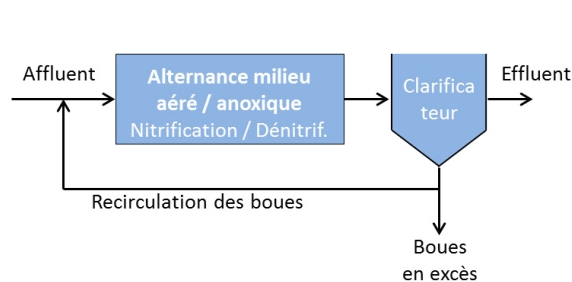 Affluent
Alternance milieu
aéré / anoxique
Nitrification / Dénitrif.
Clarifica
teur
Effluent
Recirculation des boues
Boues
en excès